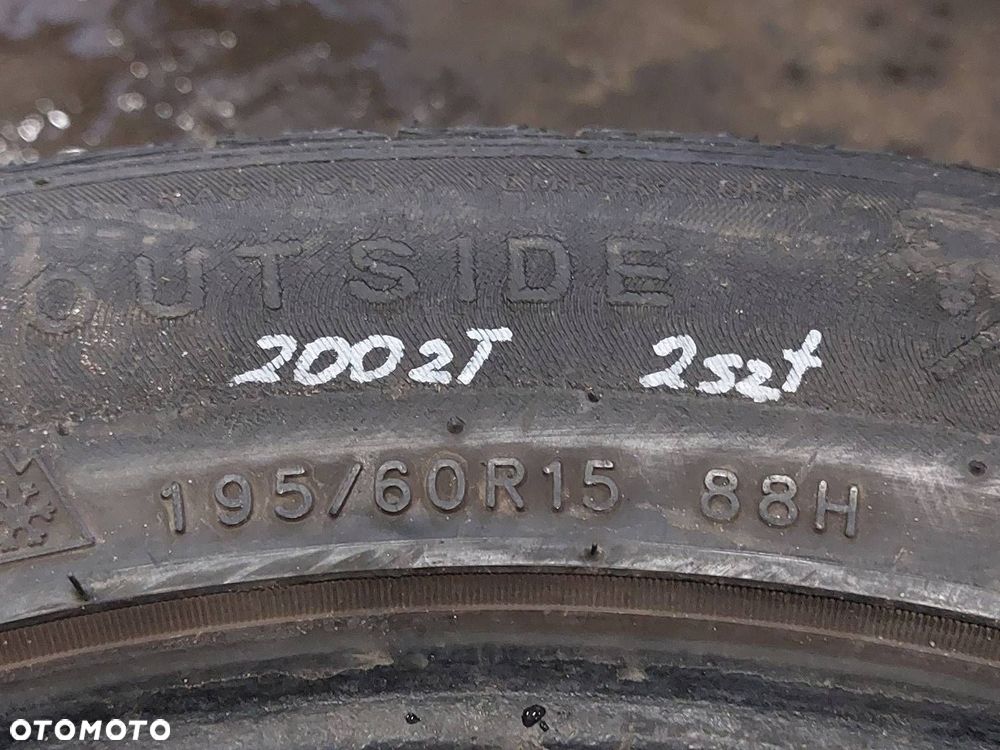 OUTSIDE
2002T 2szt
195/60R15 88H
OTOMOTO